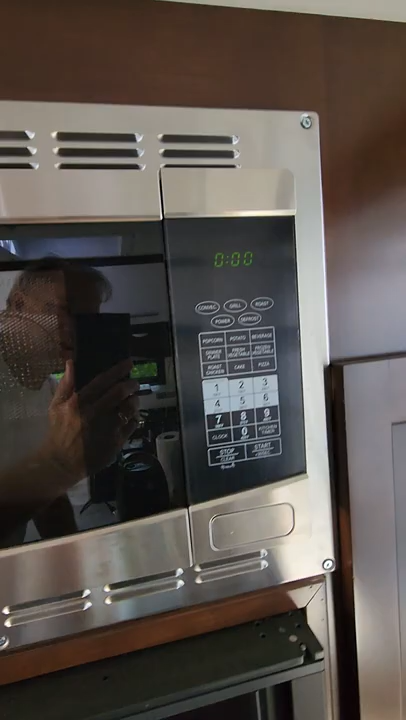 0:00
CONVEC. GRILL ROAST
POWER DEFROST
POPCORN POTATO BEVERAGE
DINNER PLATE FRESH VEGETABLE FROZEN VEGETABLE
ROAST CHICKEN CAKE PIZZA
1 2 3
4 5 6
7 8 9
CLOCK 0 KITCHEN TIMER
STOP CLEAR START